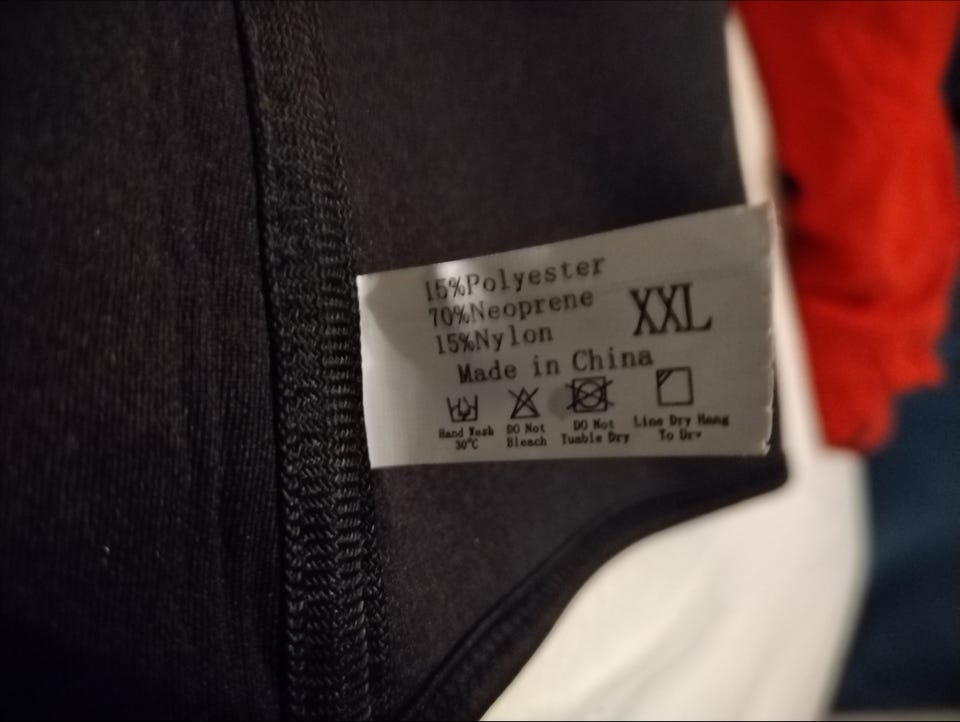 15%Polyester
70%Neoprene
15%Nylon
XXL
Made in China
Hand Wash
30°C
DO Not
Bleach
DO Not
Tuable Dry
Line Dry Hang
To Dry